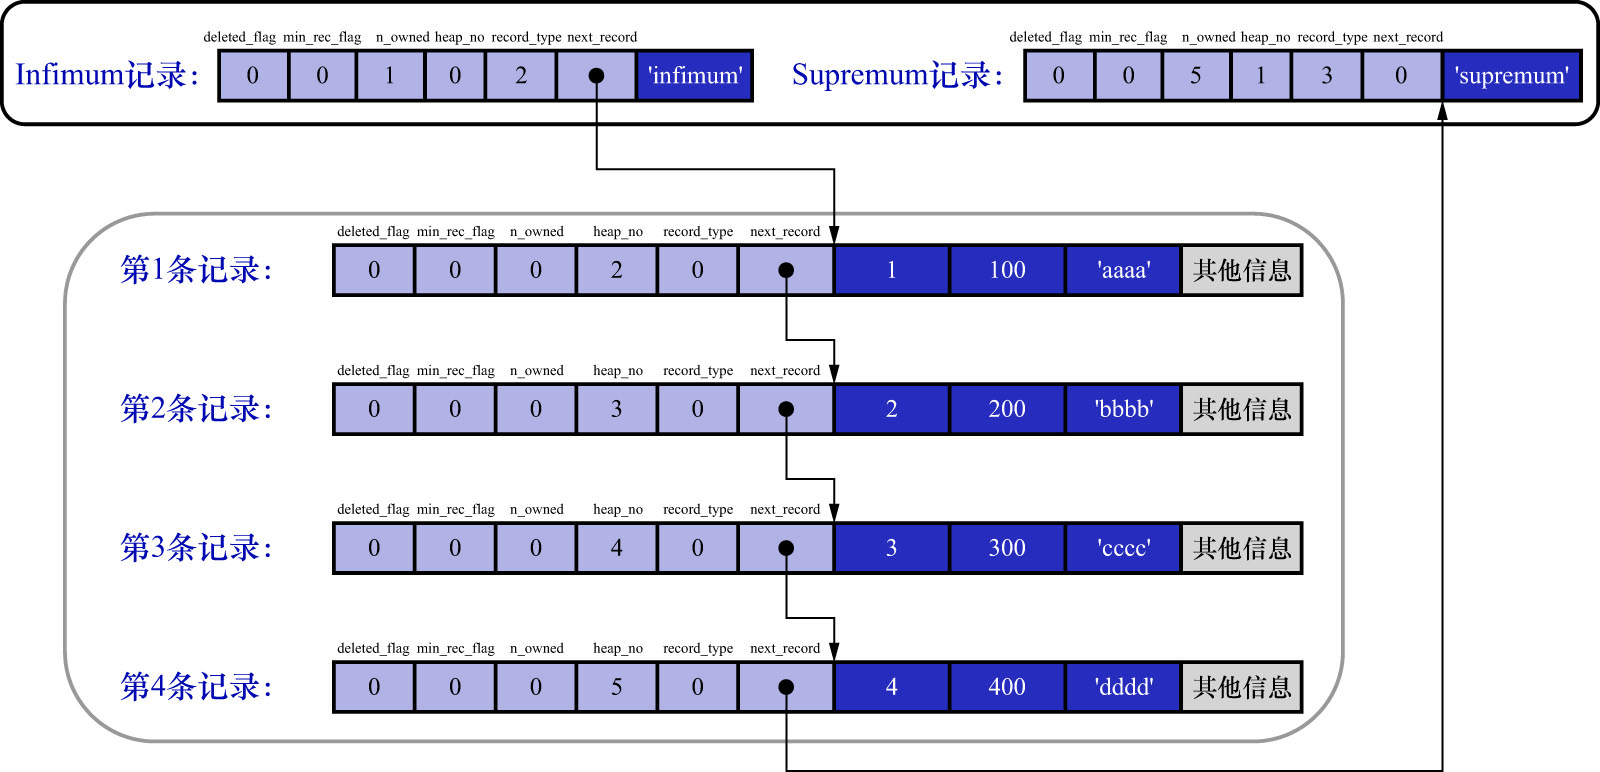 deleted_flag min_rec_flag n_owned heap_no record_type next_record
Infimum记录: 0 0 1 0 2 'infimum'
deleted_flag min_rec_flag n_owned heap_no record_type next_record
Supremum记录: 0 0 5 1 3 0 'supremum'
deleted_flag min_rec_flag n_owned heap_no record_type next_record
第1条记录: 0 0 0 2 0 1 100 'aaaa' 其他信息
deleted_flag min_rec_flag n_owned heap_no record_type next_record
第2条记录: 0 0 0 3 0 2 200 'bbbb' 其他信息
deleted_flag min_rec_flag n_owned heap_no record_type next_record
第3条记录: 0 0 0 4 0 3 300 'cccc' 其他信息
deleted_flag min_rec_flag n_owned heap_no record_type next_record
第4条记录: 0 0 0 5 0 4 400 'dddd' 其他信息